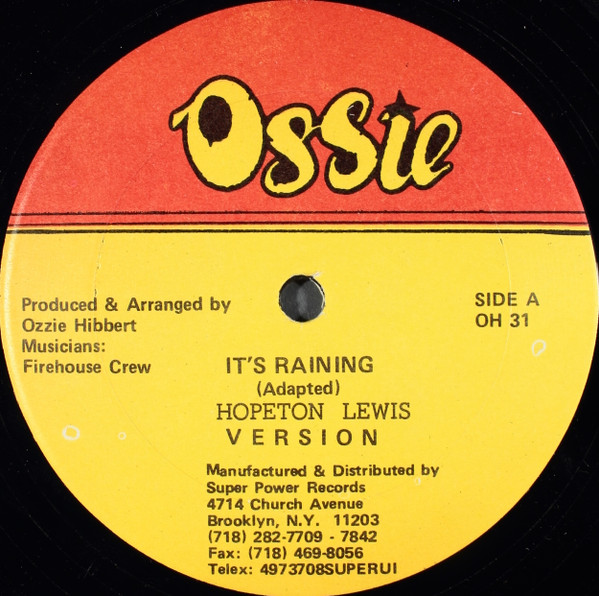 OsSie
Produced & Arranged by
Ozzie Hibbert
Musicians:
Firehouse Crew
SIDE A
OH 31
IT'S RAINING
(Adapted)
HOPETON LEWIS
VERSION
Manufactured & Distributed by
Super Power Records
4714 Church Avenue
Brooklyn, N.Y. 11203
(718) 282-7709 - 7842
Fax: (718) 469-8056
Telex: 4973708SUPERUI